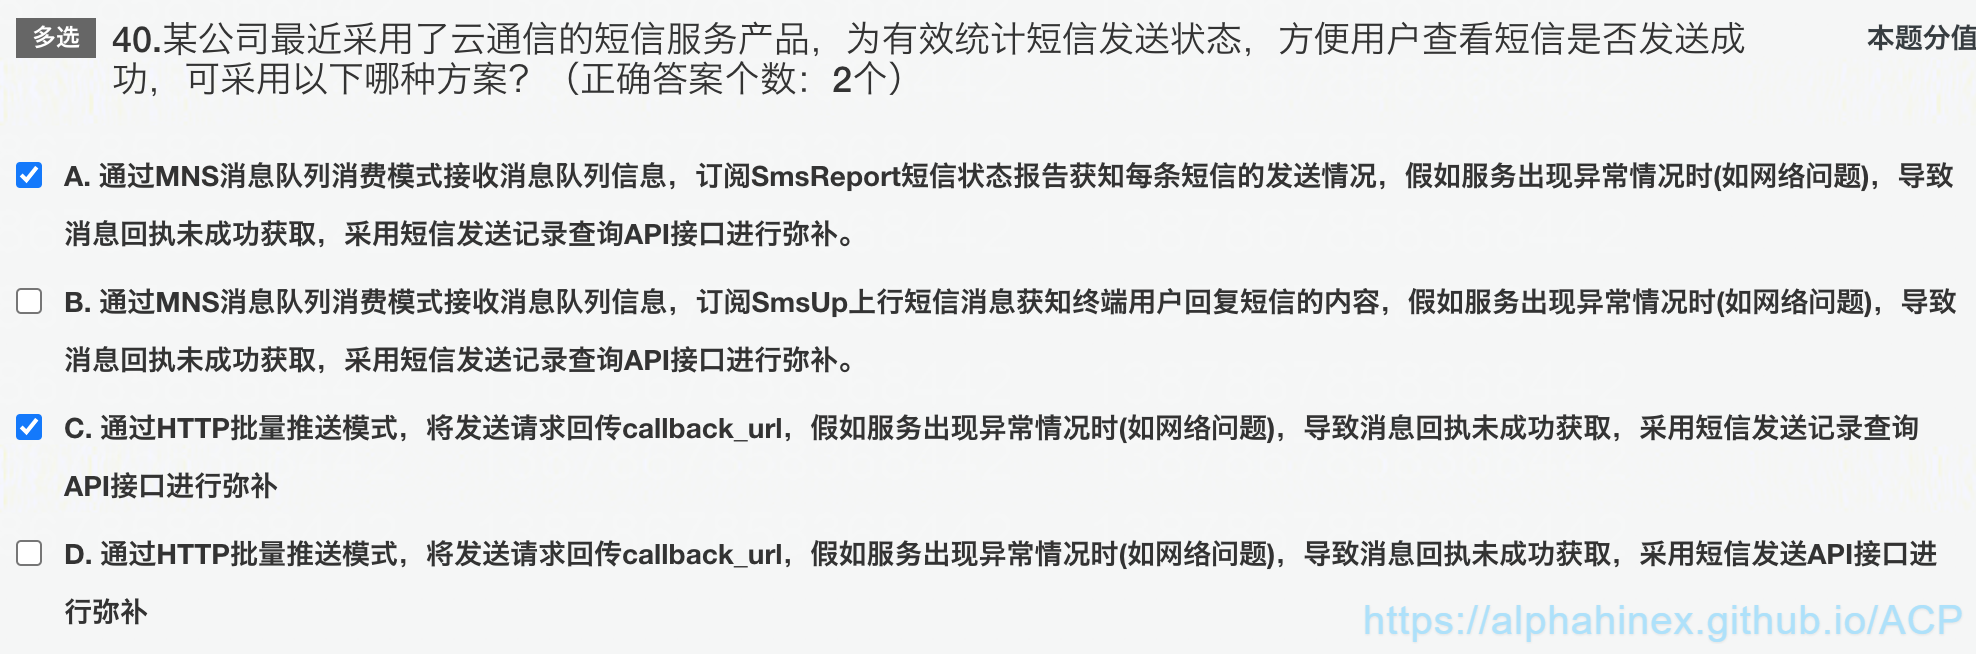 多选 40.某公司最近采用了云通信的短信服务产品，为有效统计短信发送状态，方便用户查看短信是否发送成 本题分值
功，可采用以下哪种方案？（正确答案个数：2个）
A. 通过MNS消息队列消费模式接收消息队列信息，订阅SmsReport短信状态报告获知每条短信的发送情况，假如服务出现异常情况时(如网络问题)，导致
消息回执未成功获取，采用短信发送记录查询API接口进行弥补。
B. 通过MNS消息队列消费模式接收消息队列信息，订阅SmsUp上行短信消息获知终端用户回复短信的内容，假如服务出现异常情况时(如网络问题)，导致
消息回执未成功获取，采用短信发送记录查询API接口进行弥补。
C. 通过HTTP批量推送模式，将发送请求回传callback_url，假如服务出现异常情况时(如网络问题)，导致消息回执未成功获取，采用短信发送记录查询
API接口进行弥补
D. 通过HTTP批量推送模式，将发送请求回传callback_url，假如服务出现异常情况时(如网络问题)，导致消息回执未成功获取，采用短信发送API接口进
行弥补
https://alphahinex.github.io/ACP